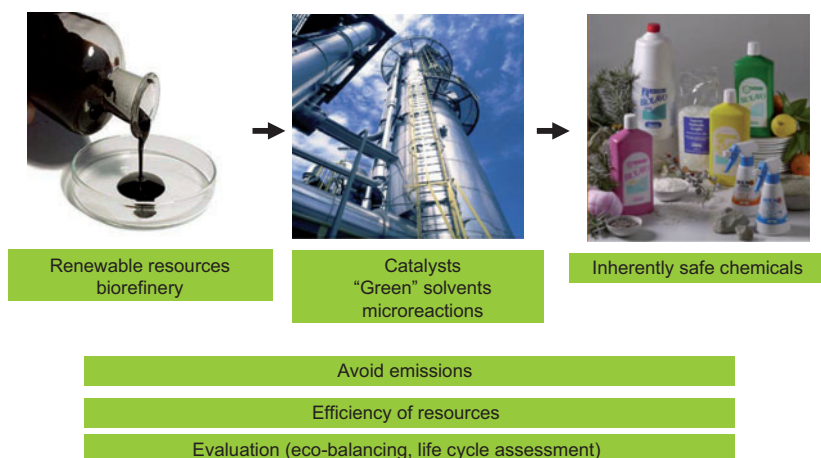 Renewable resources
biorefinery
Catalysts
“Green” solvents
microreactions
Inherently safe chemicals
Avoid emissions
Efficiency of resources
Evaluation (eco-balancing, life cycle assessment)